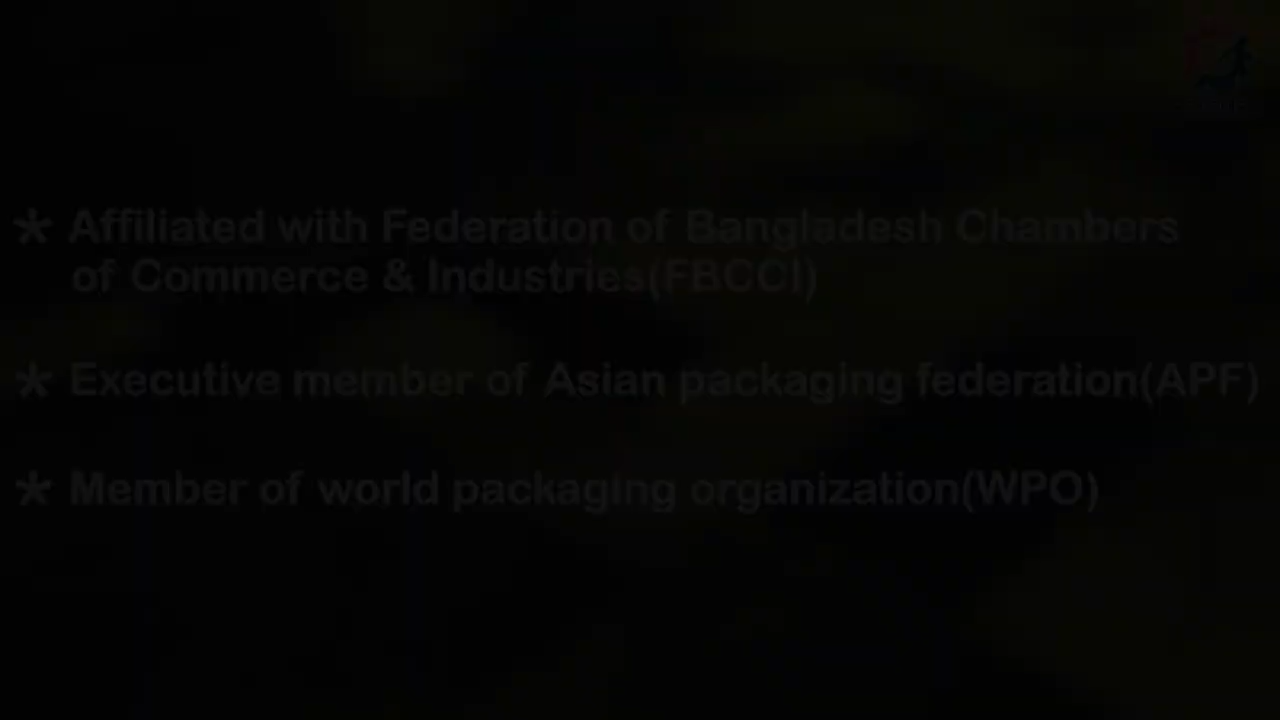 * Affiliated with Federation of Bangladesh Chambers
of Commerce & Industries(FBCCI)
* Executive member of Asian packaging federation(APF)
* Member of world packaging organization(WPO)